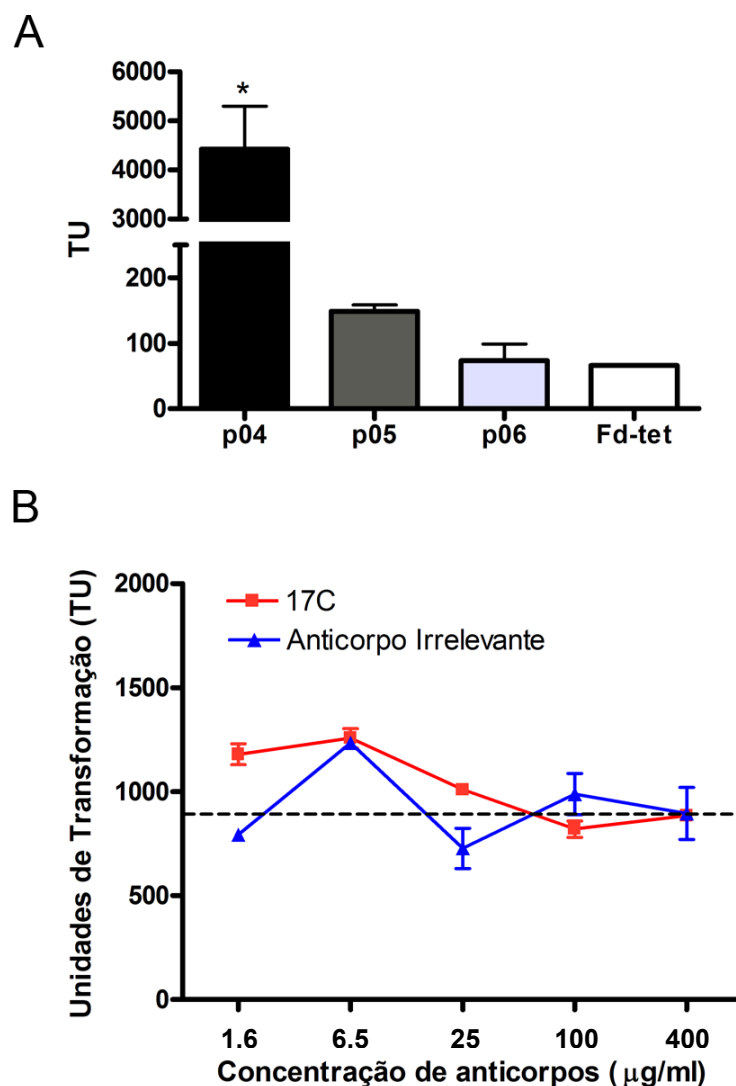 A
6000
5000
4000
3000
200
100
0
TU
*
p04 p05 p06 Fd-tet
B
2000
1500
1000
500
0
Unidades de Transformação (TU)
17C
Anticorpo Irrelevante
1.6 6.5 25 100 400
Concentração de anticorpos ( µg/ml)